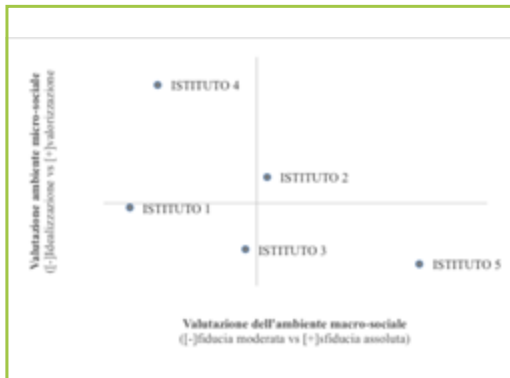 Valutazione ambiente micro-sociale
([-]Idealizzazione vs [+]valorizzazione
ISTITUTO 4
ISTITUTO 2
ISTITUTO 1
ISTITUTO 3
ISTITUTO 5
Valutazione dell'ambiente macro-sociale
([-]fiducia moderata vs [+]sfiducia assoluta)